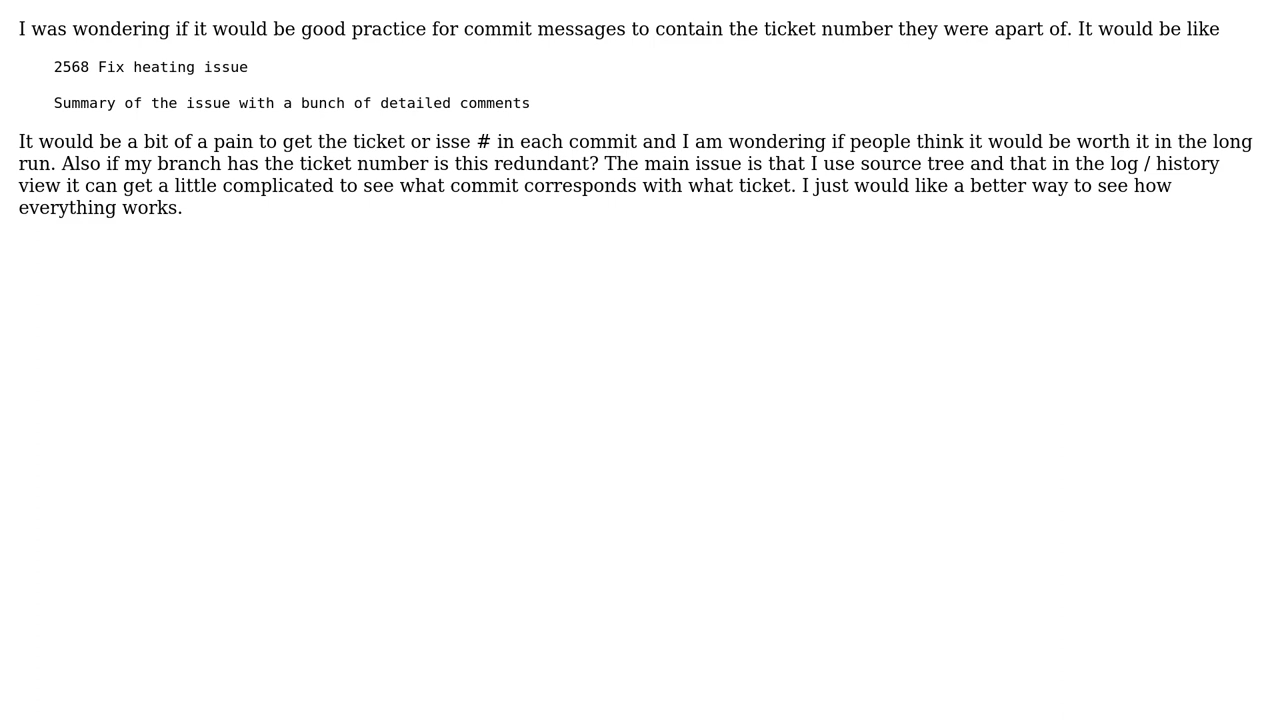 I was wondering if it would be good practice for commit messages to contain the ticket number they were apart of. It would be like
2568 Fix heating issue
Summary of the issue with a bunch of detailed comments
It would be a bit of a pain to get the ticket or isse # in each commit and I am wondering if people think it would be worth it in the long
run. Also if my branch has the ticket number is this redundant? The main issue is that I use source tree and that in the log / history
view it can get a little complicated to see what commit corresponds with what ticket. I just would like a better way to see how
everything works.